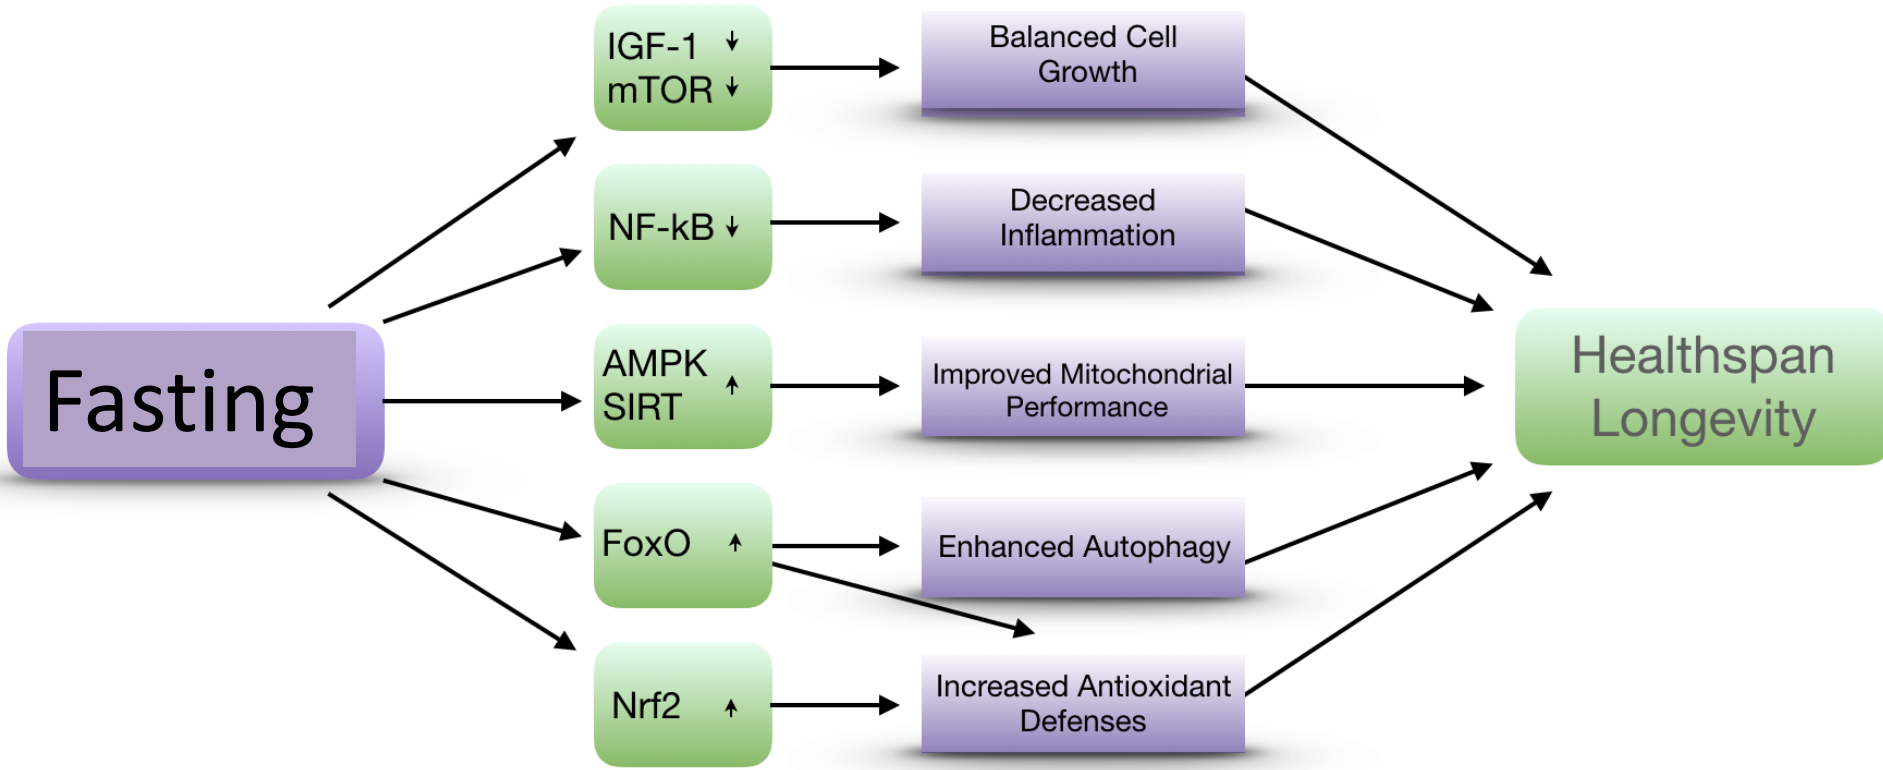 Fasting
IGF-1 ↓
mTOR ↓
NF-kB ↓
AMPK
SIRT ↑
FoxO ↑
Nrf2 ↑
Balanced Cell
Growth
Decreased
Inflammation
Improved Mitochondrial
Performance
Enhanced Autophagy
Increased Antioxidant
Defenses
Healthspan
Longevity